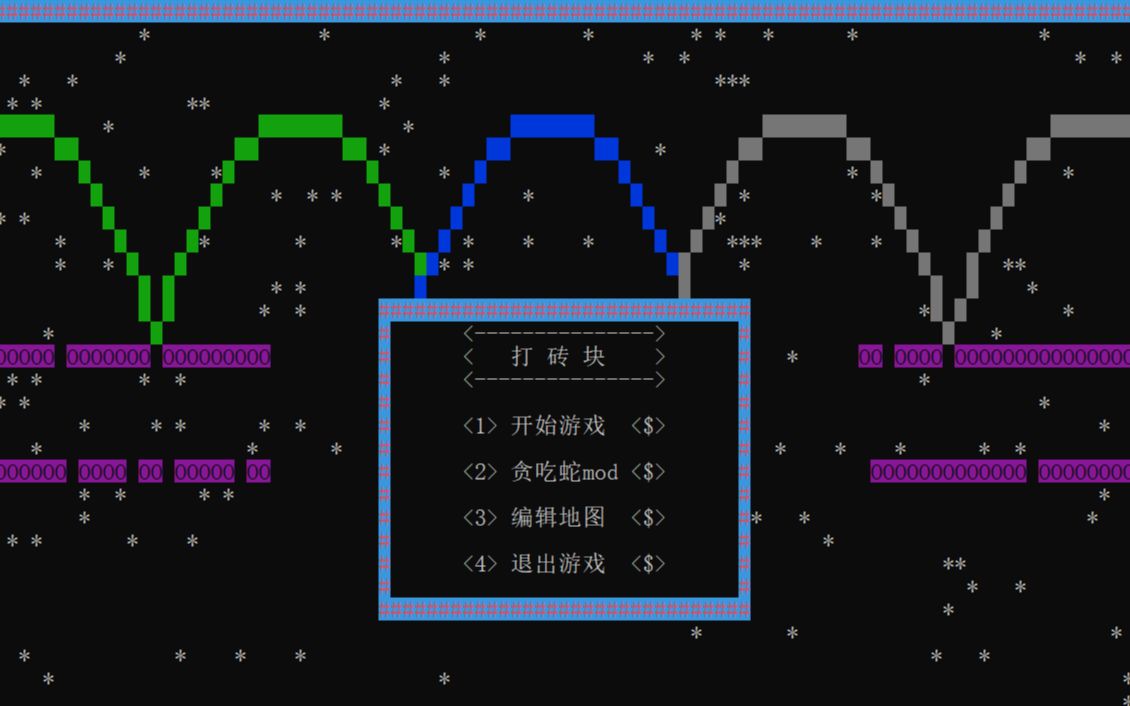 <--------------->
< 打 砖 块 >
<--------------->
<1> 开始游戏 <$>
<2> 贪吃蛇mod <$>
<3> 编辑地图 <$>
<4> 退出游戏 <$>